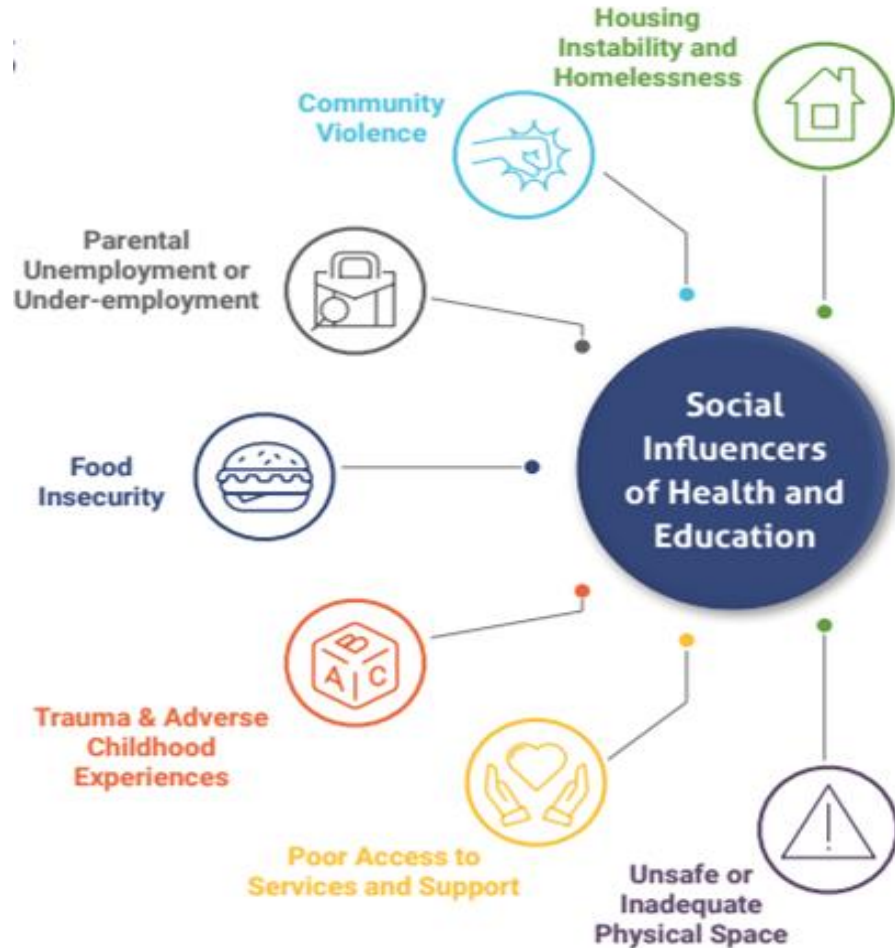 Housing
Instability and
Homelessness
Community
Violence
Parental
Unemployment or
Under-employment
Social
Influencers
of Health and
Education
Food
Insecurity
B
A C
Trauma & Adverse
Childhood
Experiences
Poor Access to
Services and Support
Unsafe or
Inadequate
Physical Space